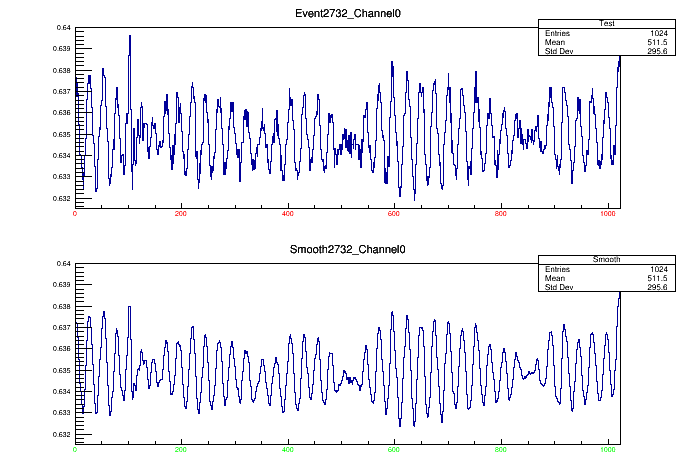 Event2732_Channel0
Test
Entries 1024
Mean 511.5
Std Dev 295.6
0.64
0.639
0.638
0.637
0.636
0.635
0.634
0.633
0.632
0 200 400 600 800 1000
Smooth2732_Channel0
Smooth
Entries 1024
Mean 511.5
Std Dev 295.6
0.64
0.639
0.638
0.637
0.636
0.635
0.634
0.633
0.632
0 200 400 600 800 1000